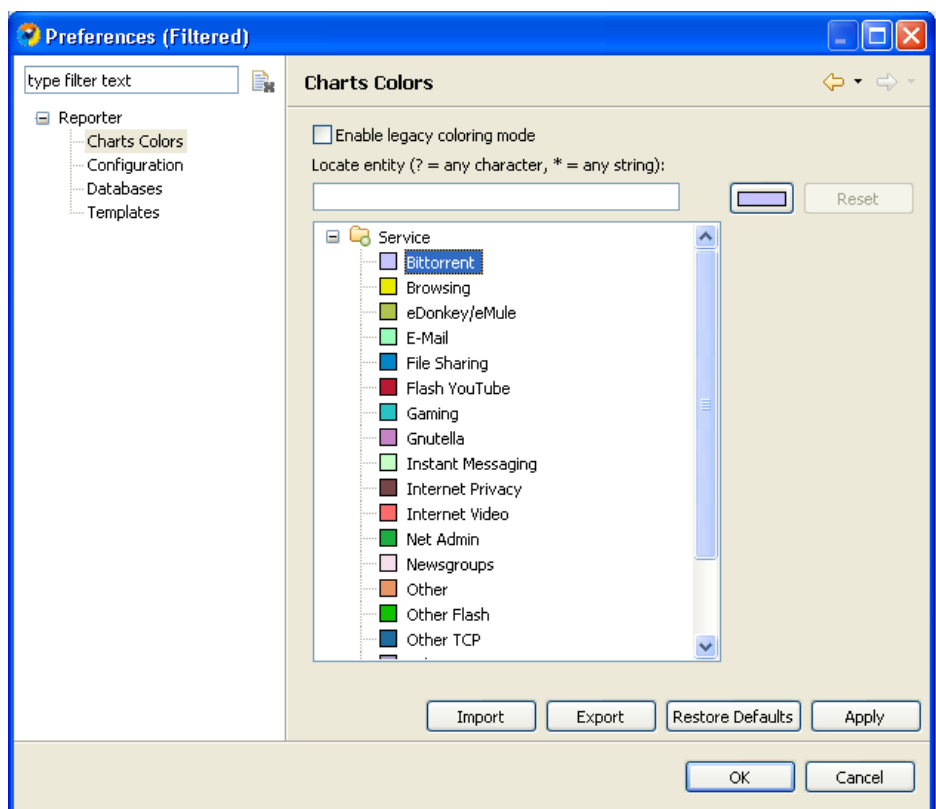 Preferences (Filtered)
type filter text
Reporter
Charts Colors
Configuration
Databases
Templates
Charts Colors
Enable legacy coloring mode
Locate entity (? = any character, * = any string):
Reset
Service
Bittorrent
Browsing
eDonkey/eMule
E-Mail
File Sharing
Flash YouTube
Gaming
Gnutella
Instant Messaging
Internet Privacy
Internet Video
Net Admin
Newsgroups
Other
Other Flash
Other TCP
Import Export Restore Defaults Apply
OK Cancel